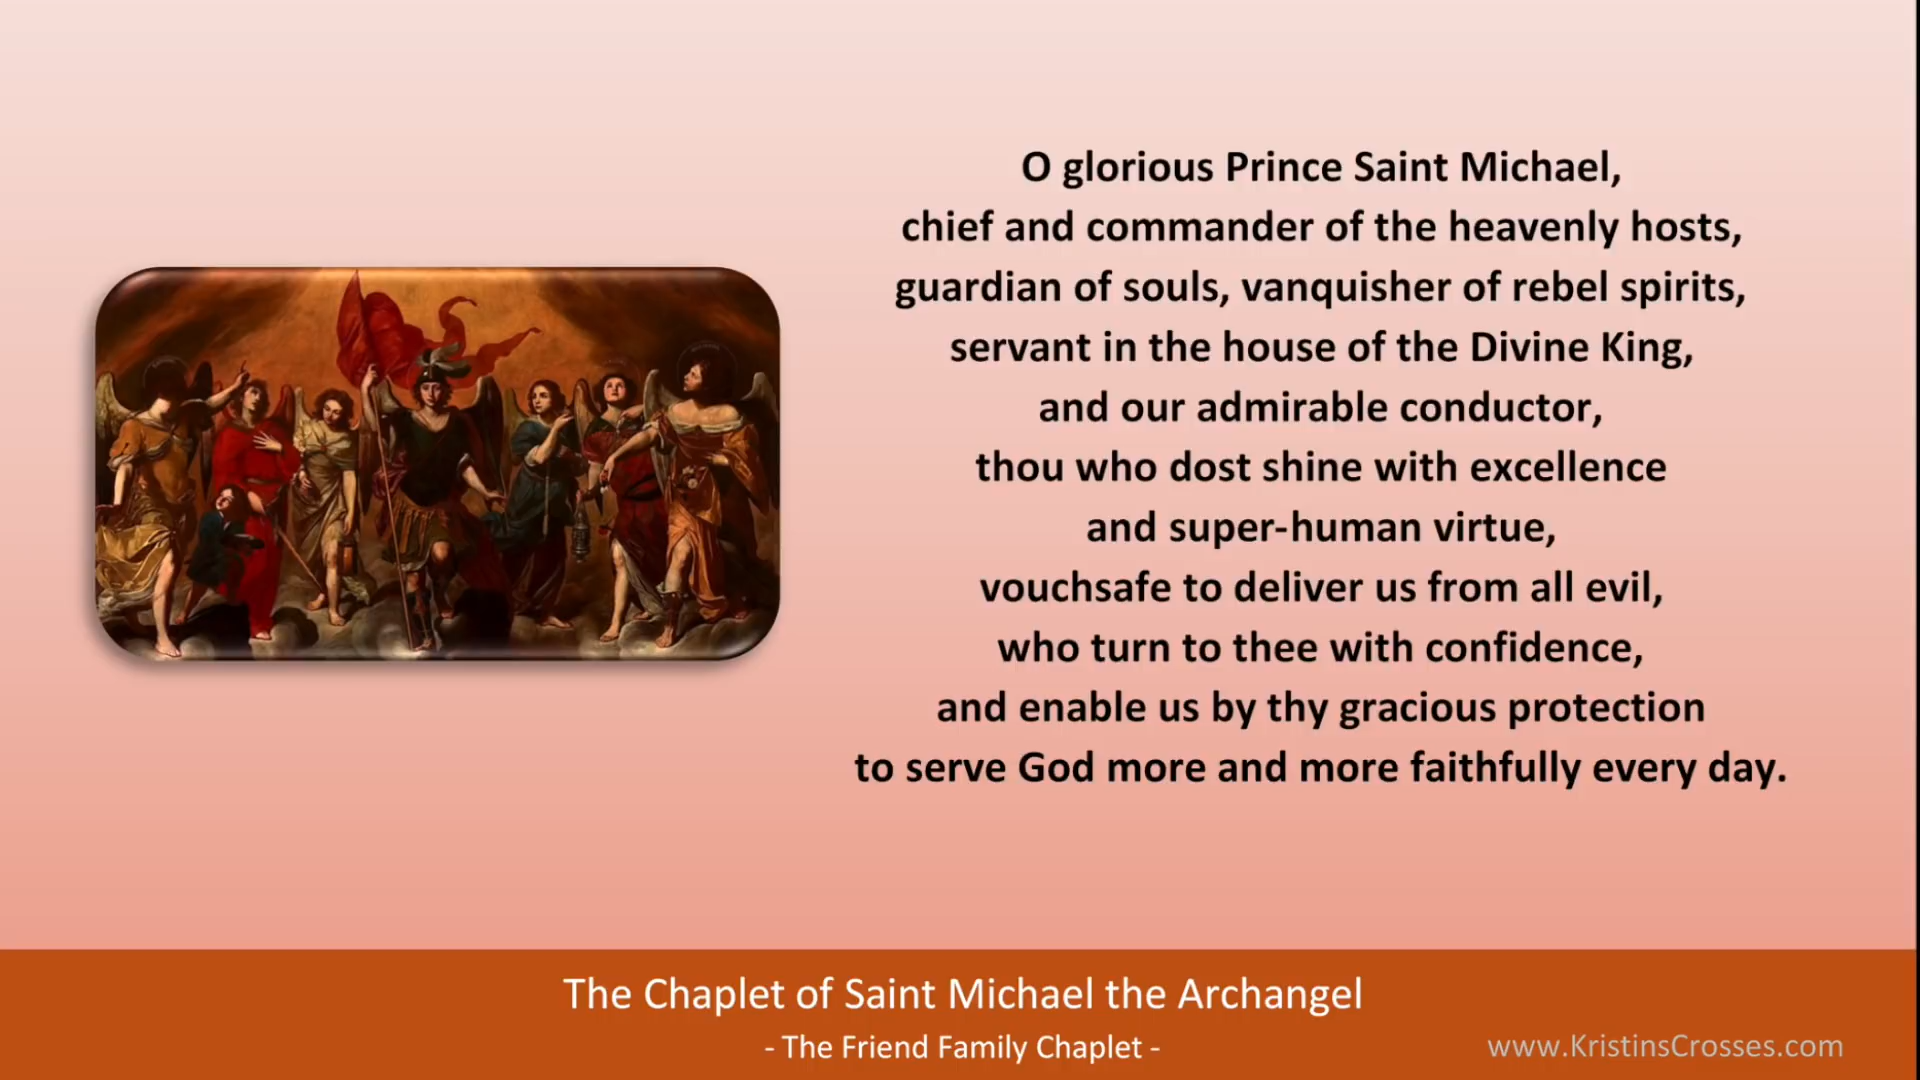 O glorious Prince Saint Michael,
chief and commander of the heavenly hosts,
guardian of souls, vanquisher of rebel spirits,
servant in the house of the Divine King,
and our admirable conductor,
thou who dost shine with excellence
and super-human virtue,
vouchsafe to deliver us from all evil,
who turn to thee with confidence,
and enable us by thy gracious protection
to serve God more and more faithfully every day.
The Chaplet of Saint Michael the Archangel
- The Friend Family Chaplet -
www.KristinsCrosses.com